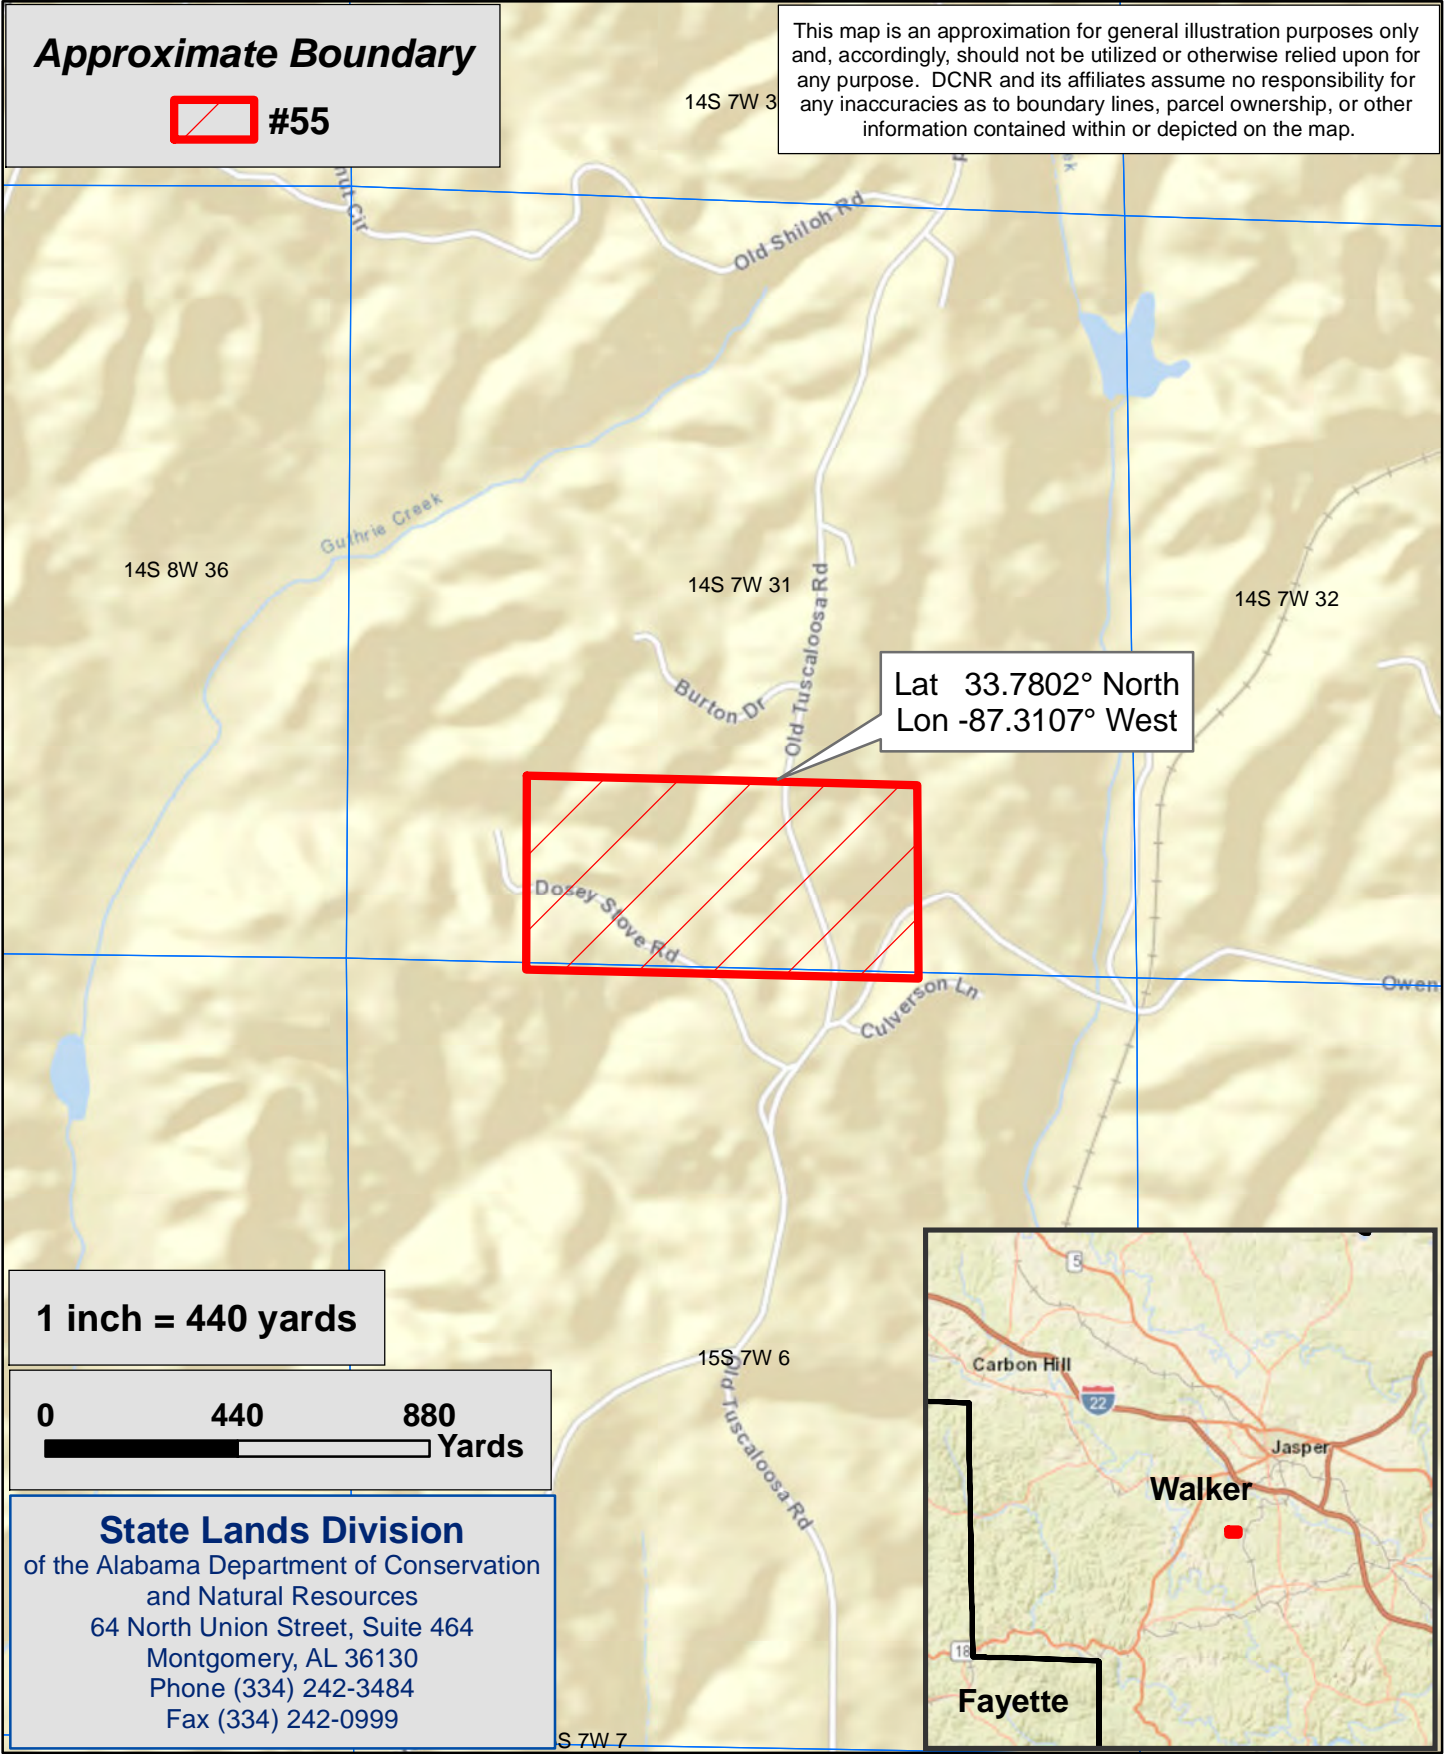 Approximate Boundary
#55
This map is an approximation for general illustration purposes only
and, accordingly, should not be utilized or otherwise relied upon for
any purpose. DCNR and its affiliates assume no responsibility for
any inaccuracies as to boundary lines, parcel ownership, or other
information contained within or depicted on the map.
14S 7W 3
nut Cir
Old Shiloh Rd
Guthrie Creek
14S 8W 36
14S 7W 31
14S 7W 32
Old Tuscaloosa Rd
Burton Dr
Lat 33.7802° North
Lon -87.3107° West
Dosey Stove Rd
Culverson Ln
Owen
15S 7W 6
Old Tuscaloosa Rd
1 inch = 440 yards
0 440 880
Yards
State Lands Division
of the Alabama Department of Conservation
and Natural Resources
64 North Union Street, Suite 464
Montgomery, AL 36130
Phone (334) 242-3484
Fax (334) 242-0999
S 7W 7
5
Carbon Hill
22
Jasper
Walker
18
Fayette